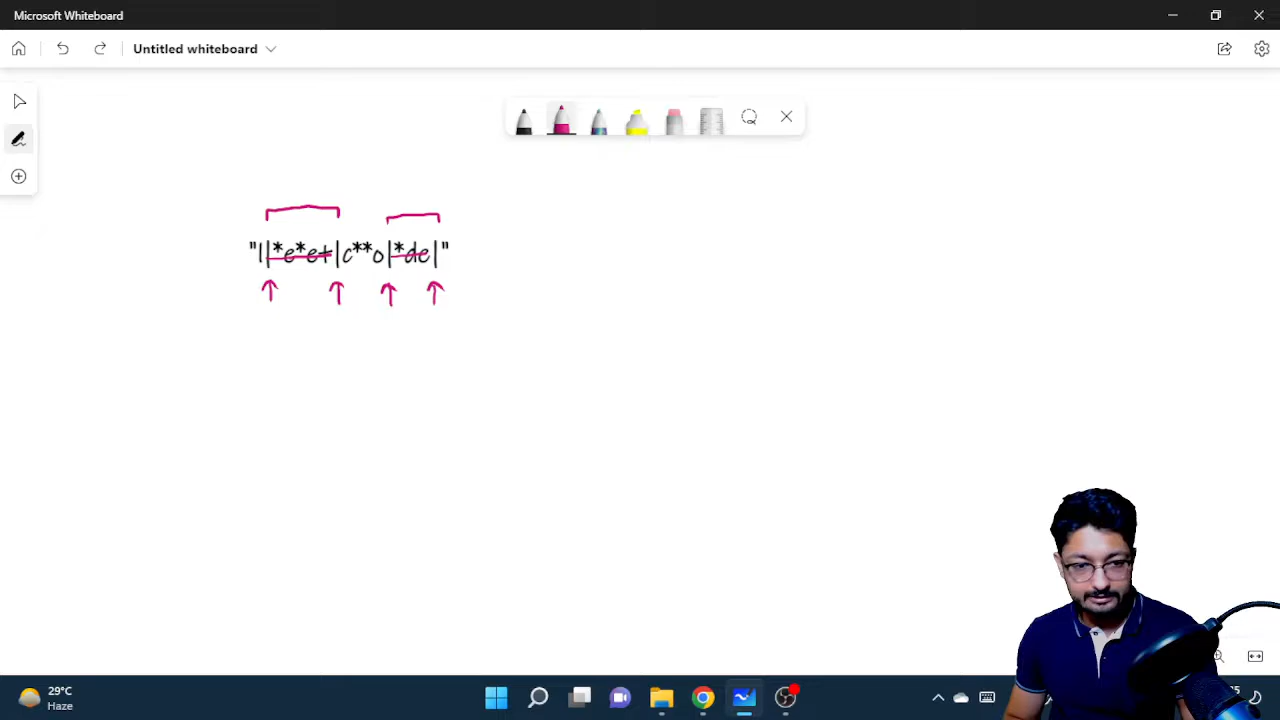 Microsoft Whiteboard
Untitled whiteboard
"l|*e*et|c**o|*de|"
29°C
Haze